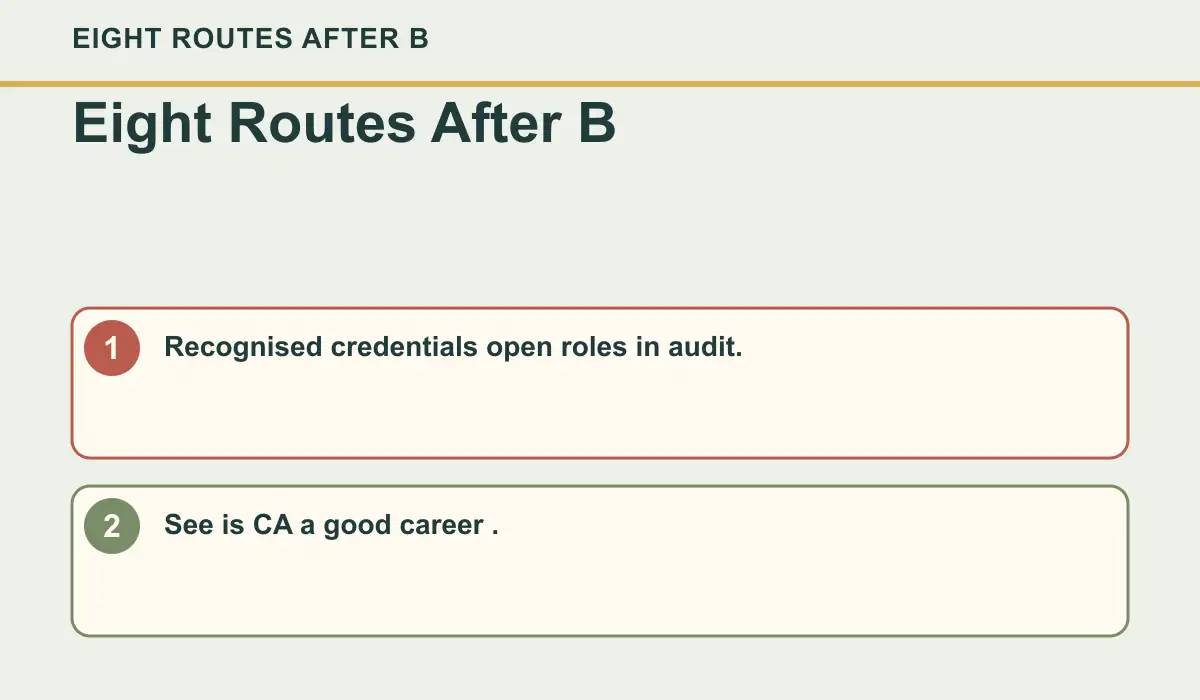 EIGHT ROUTES AFTER B
Eight Routes After B
1 Recognised credentials open roles in audit.
2 See is CA a good career .